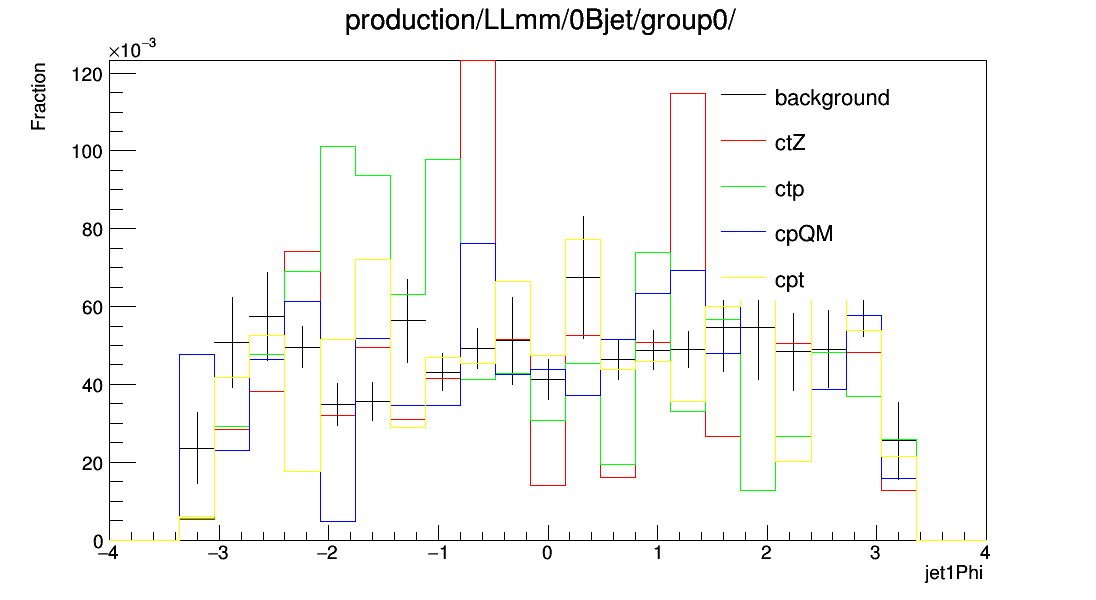 production/LLmm/0Bjet/group0/
×10⁻³
Fraction
120
100
80
60
40
20
0
background
ctZ
ctp
cpQM
cpt
−4 −3 −2 −1 0 1 2 3 4
jet1Phi